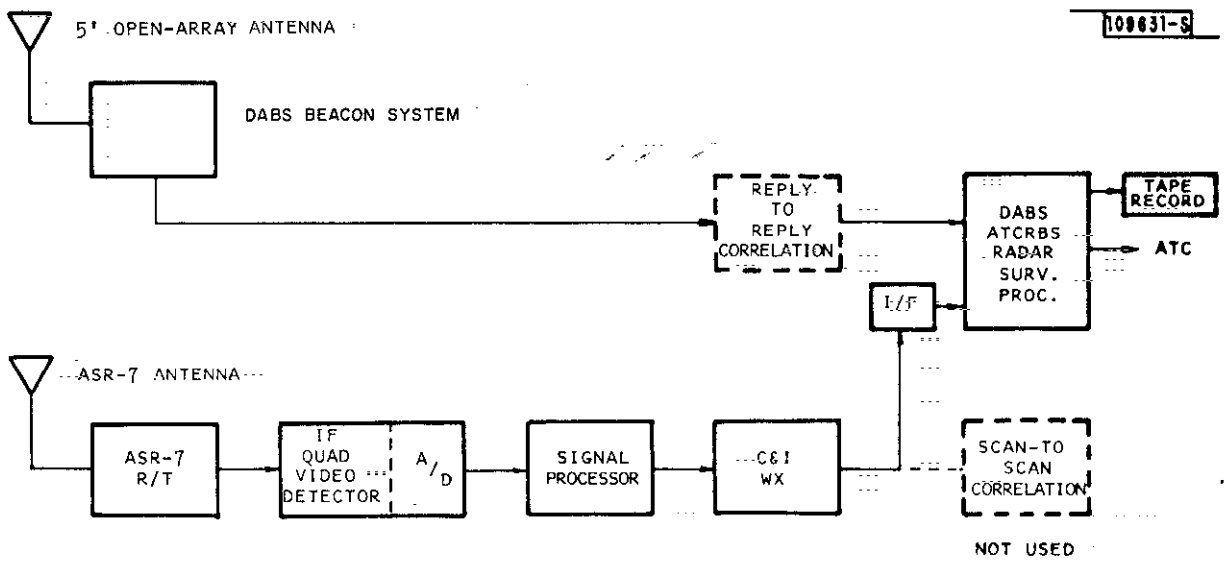 5' OPEN-ARRAY ANTENNA
109631-S
DABS BEACON SYSTEM
REPLY
TO
REPLY
CORRELATION
DABS
ATCRBS
RADAR
SURV.
PROC.
TAPE
RECORD
ATC
I/F
ASR-7 ANTENNA
ASR-7
R/T
IF
QUAD
VIDEO
DETECTOR
A/D
SIGNAL
PROCESSOR
C&I
WX
SCAN-TO
SCAN
CORRELATION
NOT USED